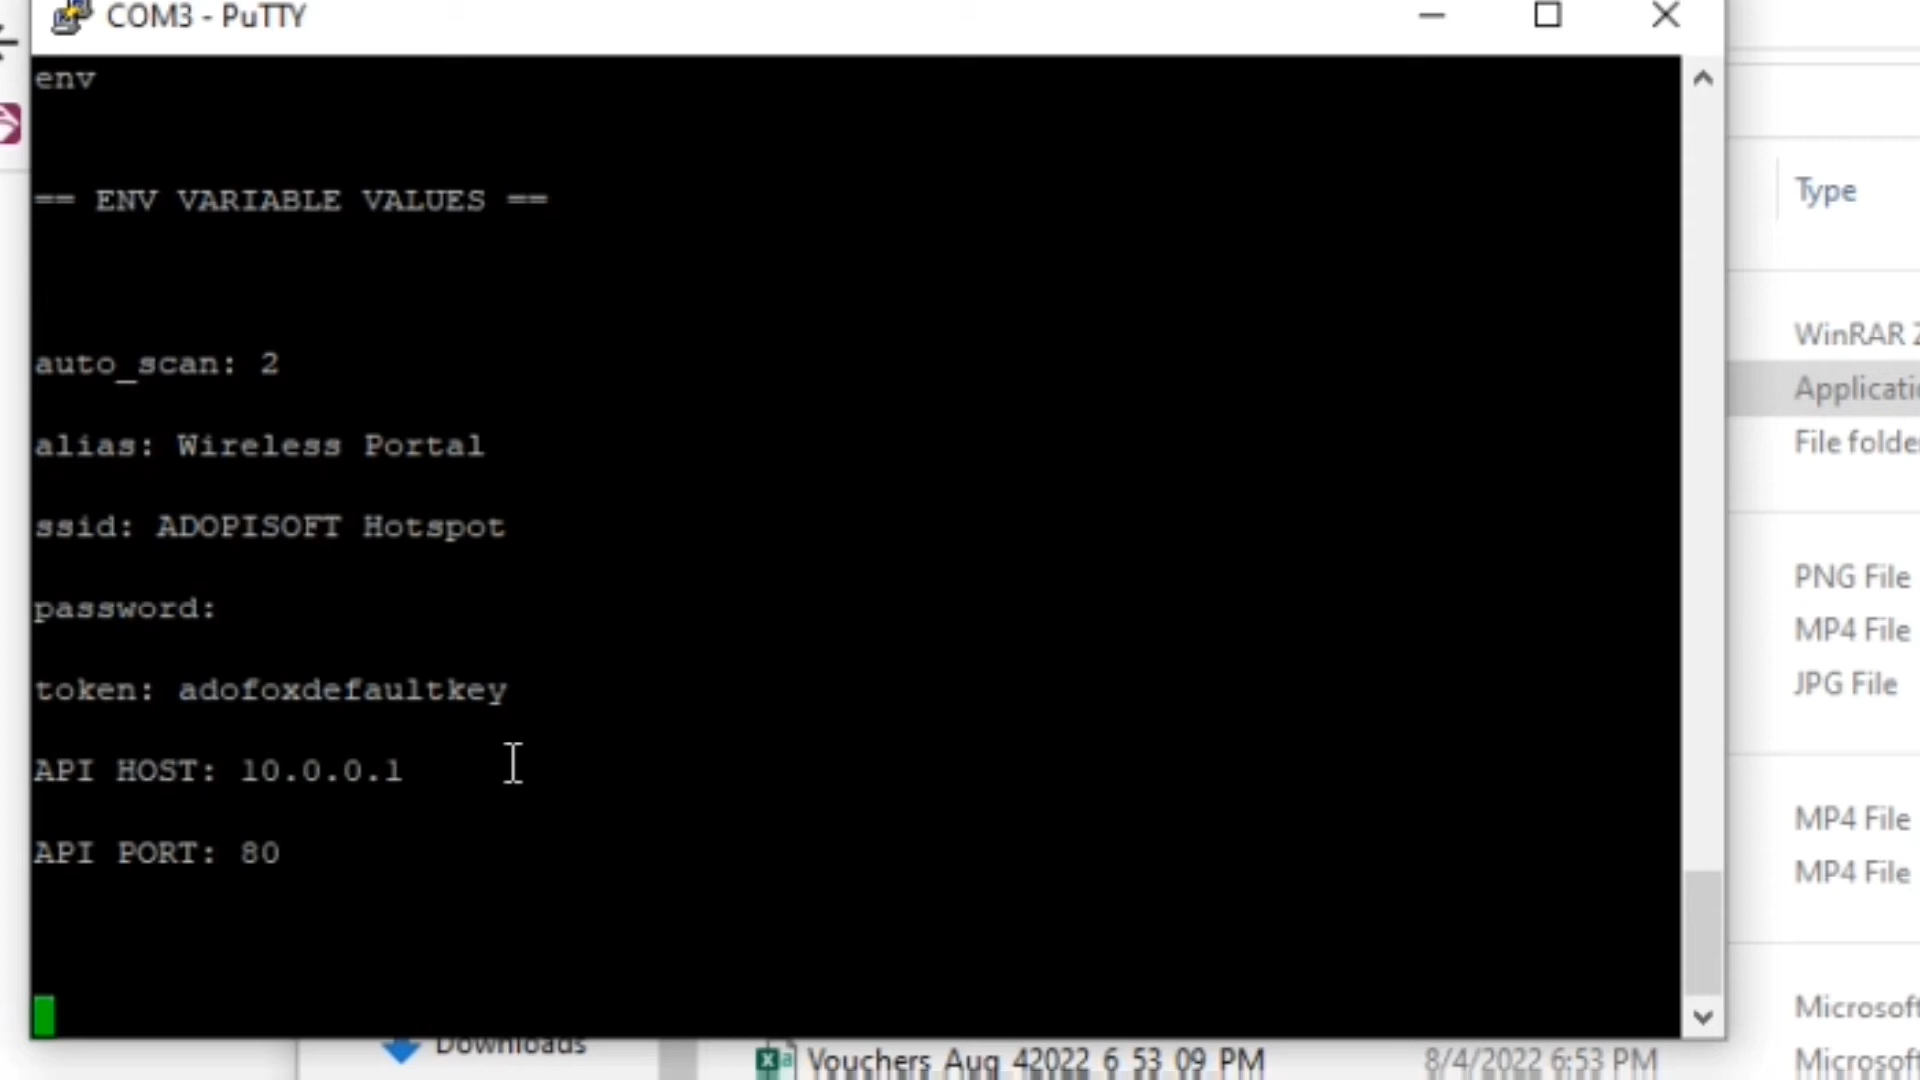 COM3 - PuTTY
env
== ENV VARIABLE VALUES ==
auto_scan: 2
alias: Wireless Portal
ssid: ADOPISOFT Hotspot
password:
token: adofoxdefaultkey
API HOST: 10.0.0.1
API PORT: 80
Type
WinRAR Z
Applicatio
File folde
PNG File
MP4 File
JPG File
MP4 File
MP4 File
Microsoft
Downloads
Vouchers Aug 42022 6 53 09 PM 8/4/2022 6:53 PM Microsoft